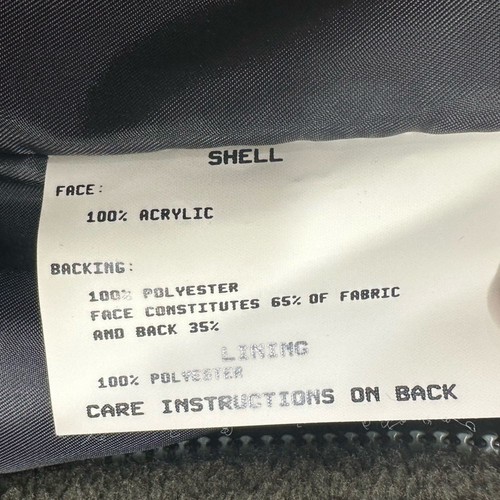 SHELL
FACE:
100% ACRYLIC
BACKING:
100% POLYESTER
FACE CONSTITUTES 65% OF FABRIC
AND BACK 35%
LINING
100% POLYESTER
CARE INSTRUCTIONS ON BACK